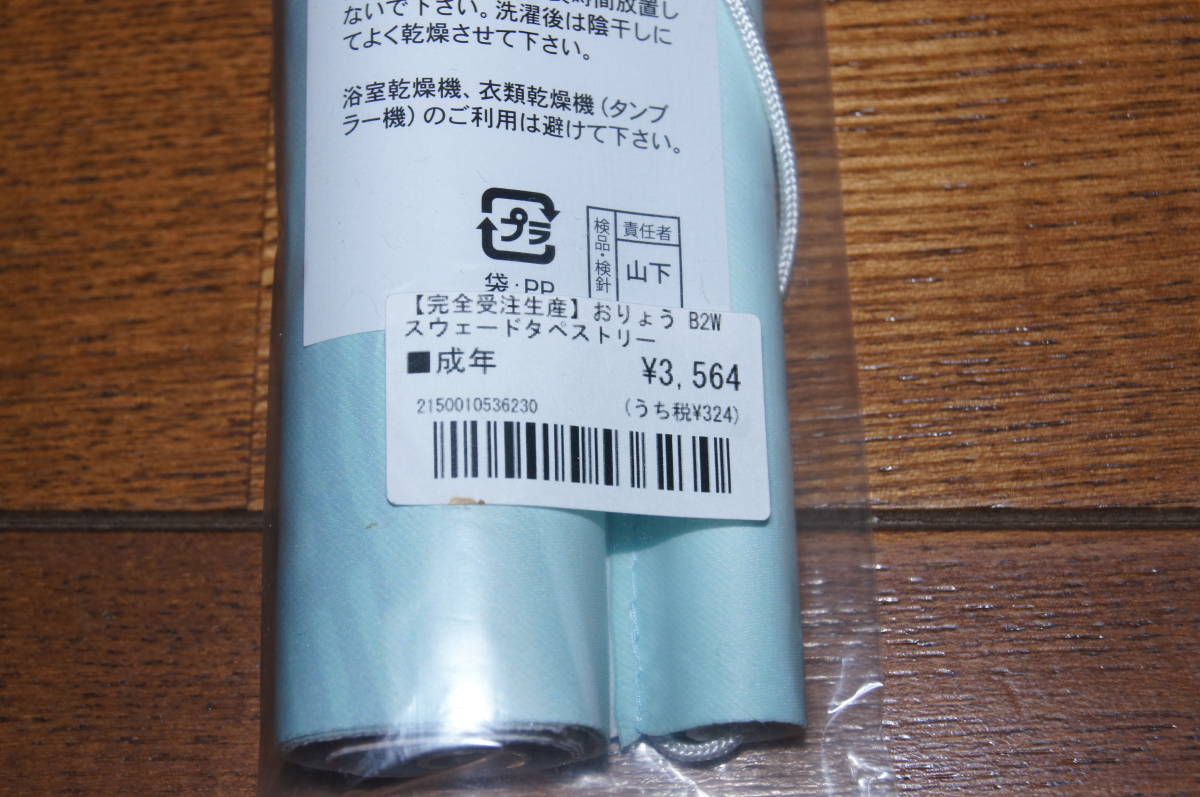 時間放置し
ないで下さい。洗濯後は陰干しに
てよく乾燥させて下さい。
浴室乾燥機、衣類乾燥機(タンブ
ラー機)のご利用は避けて下さい。
プラ
袋:PP
検品・検針
責任者
山下
【完全受注生産】おりょう B2W
スウェードタペストリー
■成年
¥3,564
2150010536230
(うち税¥324)